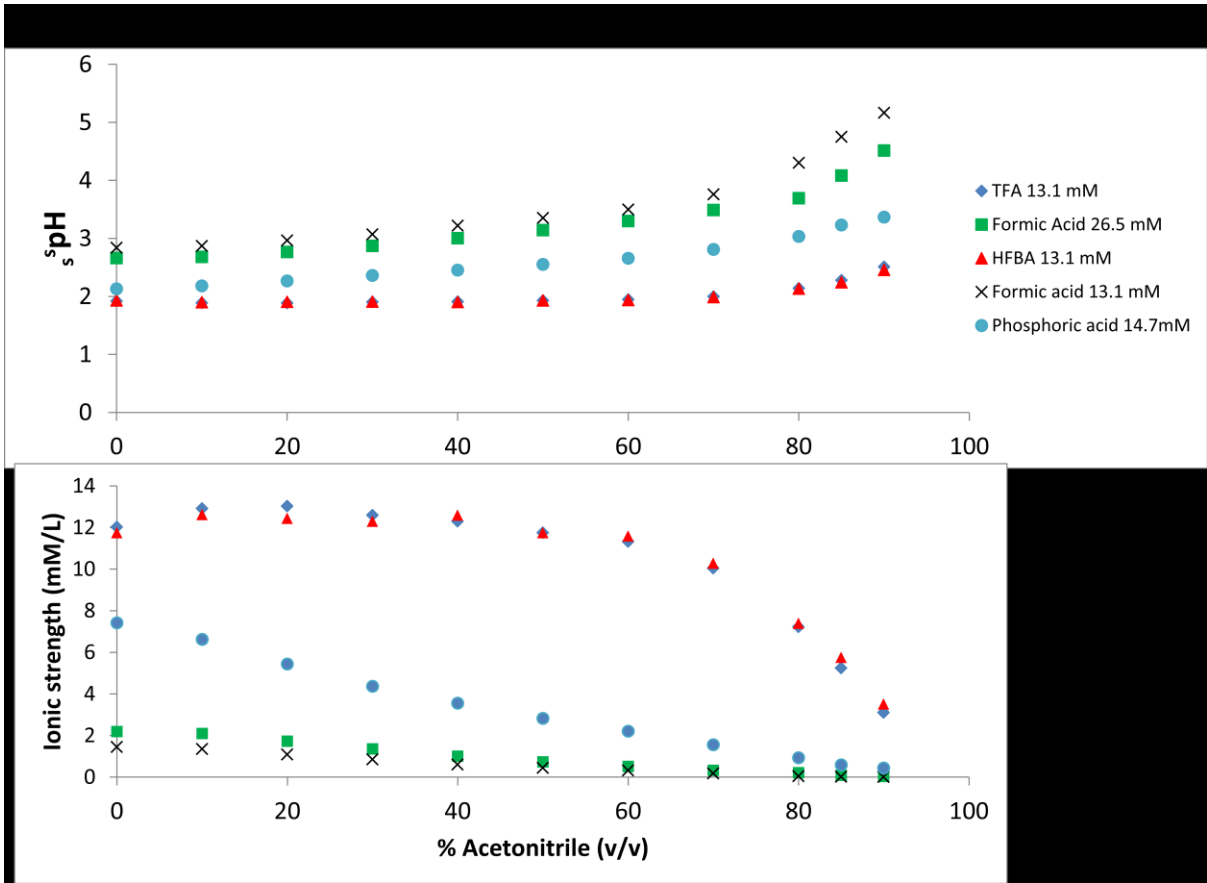 6
5
4
3
2
1
0
s
s pH
0 20 40 60 80 100
TFA 13.1 mM
Formic Acid 26.5 mM
HFBA 13.1 mM
Formic acid 13.1 mM
Phosphoric acid 14.7mM
14
12
10
8
6
4
2
0
Ionic strength (mM/L)
0 20 40 60 80 100
% Acetonitrile (v/v)